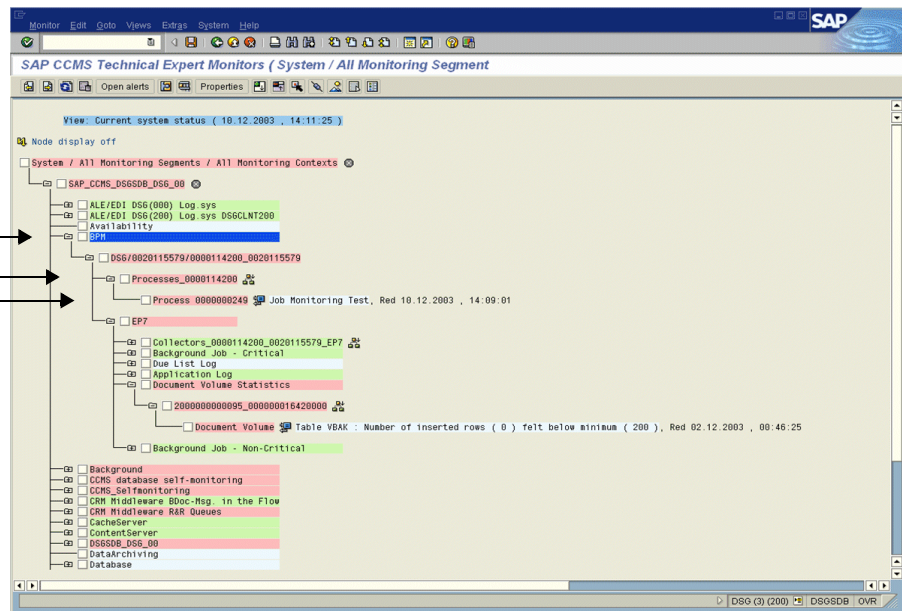 Monitor Edit Goto Views Extras System Help
SAP
SAP CCMS Technical Expert Monitors ( System / All Monitoring Segment
Open alerts Properties
View: Current system status ( 10.12.2003 , 14:11:25 )
Node display off
System / All Monitoring Segments / All Monitoring Contexts
SAP_CCMS_DSGSDB_DSG_00
ALE/EDI DSG(000) Log.sys
ALE/EDI DSG(200) Log.sys DSGCLNT200
Availability
BPM
DSG/0020115579/0000114200_0020115579
Processes_0000114200
Process 0000000249 Job Monitoring Test, Red 10.12.2003 , 14:09:01
EP7
Collectors_0000114200_0020115579_EP7
Background Job - Critical
Due List Log
Application Log
Document Volume Statistics
2000000000095_000000016420000
Document Volume Table VBAK : Number of inserted rows ( 0 ) felt below minimum ( 200 ), Red 02.12.2003 , 00:46:25
Background Job - Non-Critical
Background
CCMS database self-monitoring
CCMS_Selfmonitoring
CRM Middleware BDoc-Msg. in the Flow
CRM Middleware R&R Queues
CacheServer
ContentServer
DSGSDB_DSG_00
DataArchiving
Database
DSG (3) (200) DSGSDB OVR